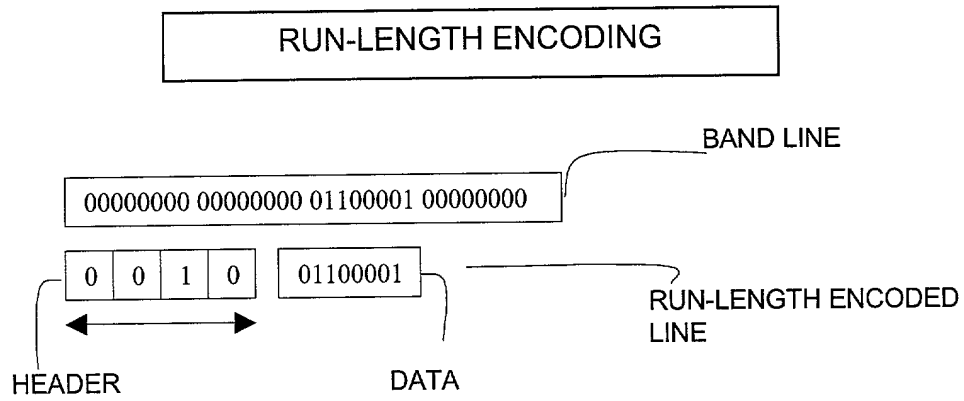 RUN-LENGTH ENCODING
BAND LINE
00000000 00000000 01100001 00000000
0 0 1 0 01100001
RUN-LENGTH ENCODED
LINE
HEADER DATA